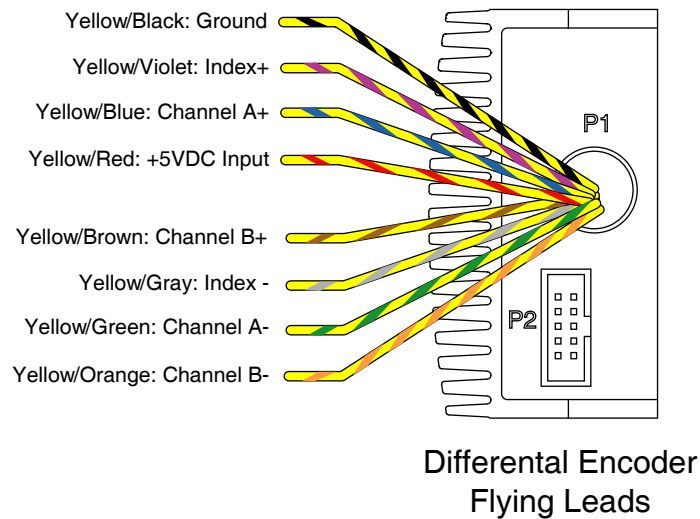 Yellow/Black: Ground
Yellow/Violet: Index+
Yellow/Blue: Channel A+
Yellow/Red: +5VDC Input
Yellow/Brown: Channel B+
Yellow/Gray: Index -
Yellow/Green: Channel A-
Yellow/Orange: Channel B-
P1
P2
Differental Encoder
Flying Leads